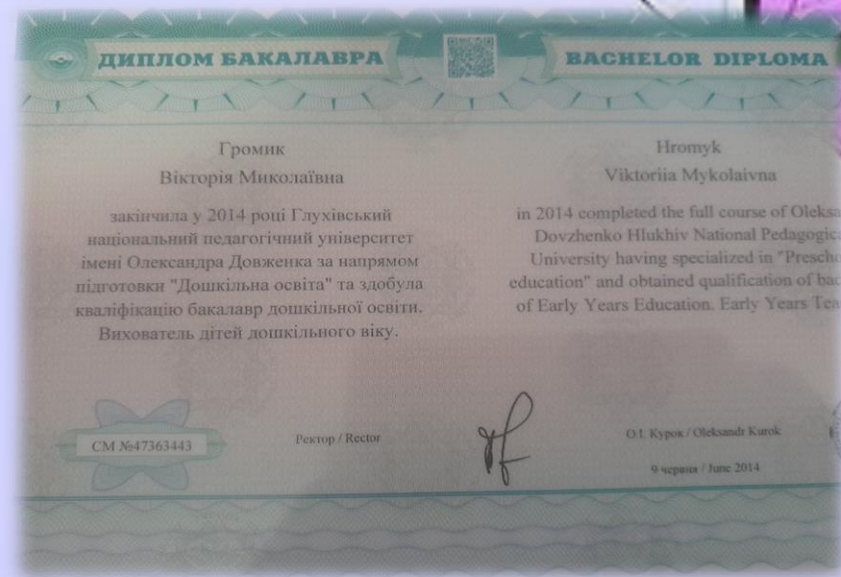 ДИПЛОМ БАКАЛАВРА
Громик
Вікторія Миколаївна
закінчила у 2014 році Глухівський
національний педагогічний університет
імені Олександра Довженка за напрямом
підготовки "Дошкільна освіта" та здобула
кваліфікацію бакалавр дошкільної освіти.
Вихователь дітей дошкільного віку.
BACHELOR DIPLOMA
Hromyk
Viktoriia Mykolaivna
in 2014 completed the full course of Oleksa
Dovzhenko Hlukhiv National Pedagogica
University having specialized in "Prescho
education" and obtained qualification of bac
of Early Years Education. Early Years Tea
СМ №47363443
Ректор / Rector
О.І. Курок / Oleksandr Kurok
9 червня / June 2014